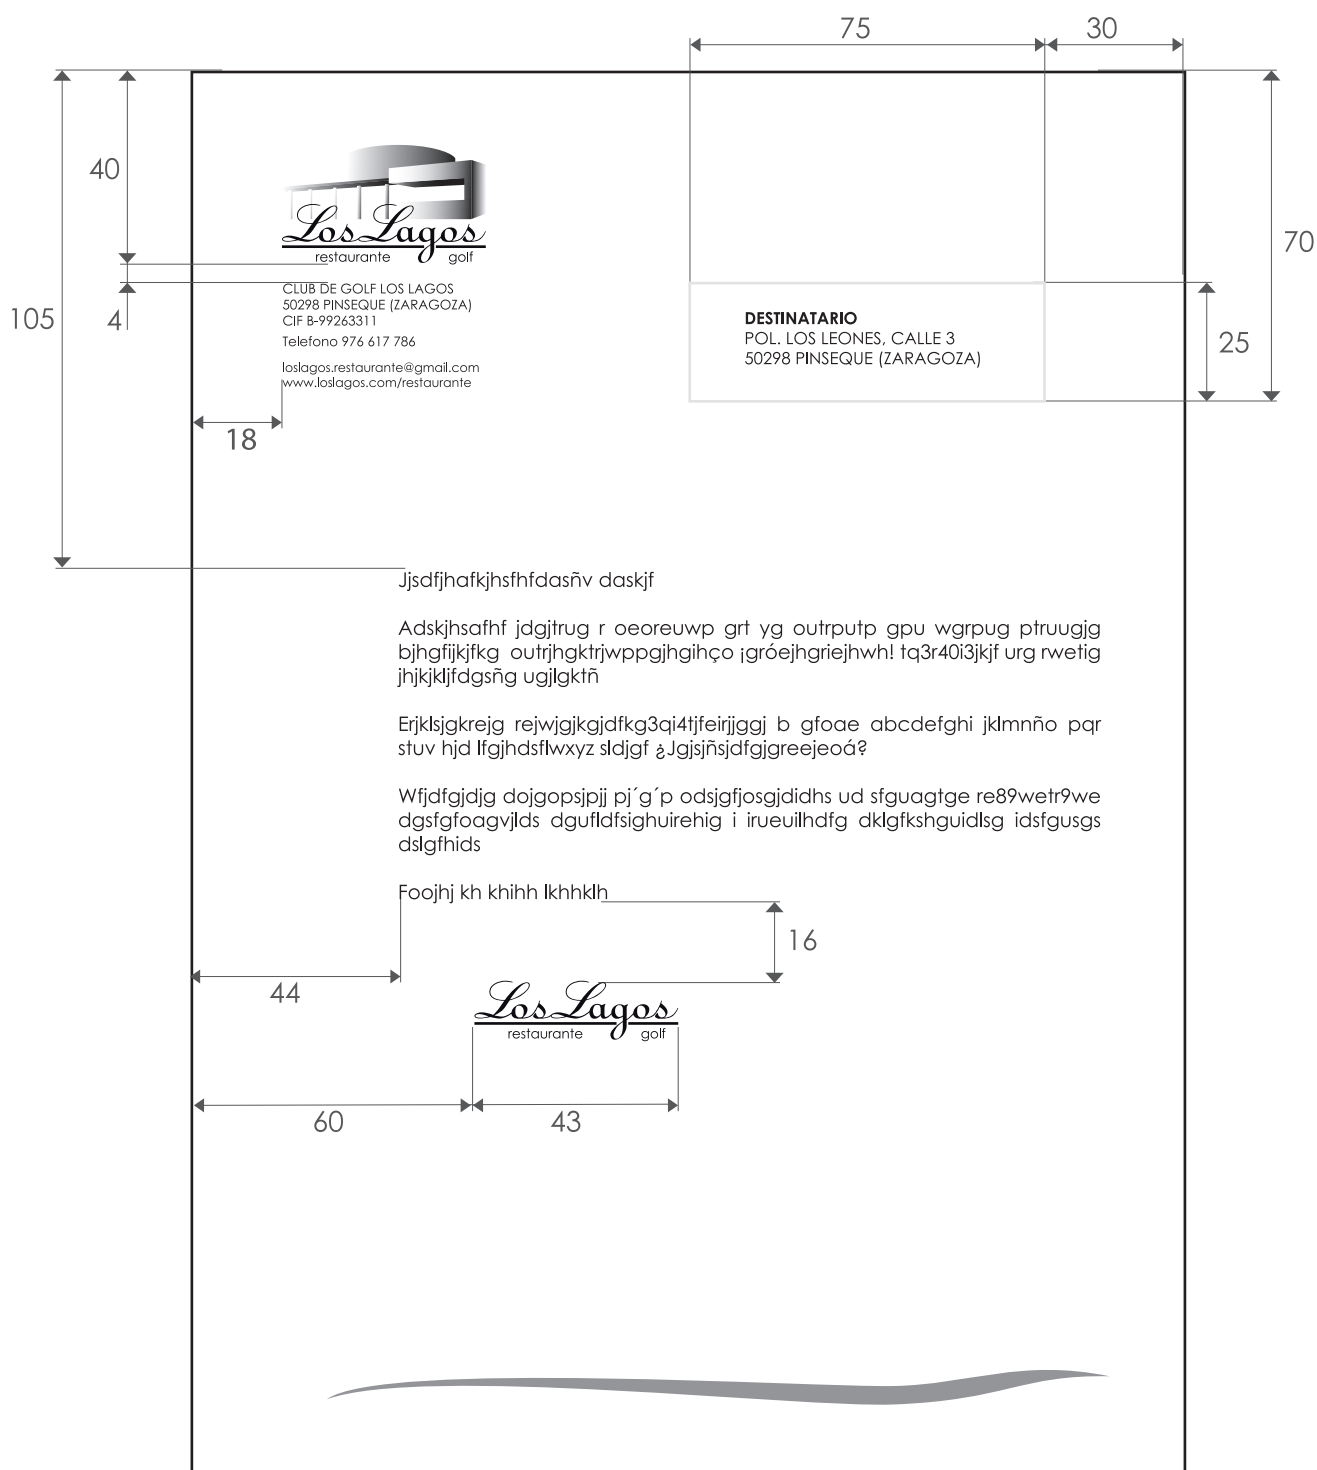 75
30
40
70
105
4
25
18
Los Lagos
restaurante golf
CLUB DE GOLF LOS LAGOS
50298 PINSEQUE (ZARAGOZA)
CIF B-99263311
Telefono 976 617 786
loslagos.restaurante@gmail.com
www.loslagos.com/restaurante
DESTINATARIO
POL. LOS LEONES, CALLE 3
50298 PINSEQUE (ZARAGOZA)
Jjsdfjhafkjhsfhfdasñv daskjf
Adskjhsafhf jdgjtrug r oeoreuwp grt yg outrputp gpu wgrpug ptruugjg
bjhgfijkjfkg outrjhgktrjwppgjhgihço ¡gróejhgriejhwh! tq3r40i3jkjf urg rwetig
jhjkjkljfdgsñg ugjlgktñ
Erjklsjgkrejg rejwjgjkgjdfkg3qi4tjfeirjjggj b gfoae abcdefghi jklmnño pqr
stuv hjd lfgjhdsflwxyz sldjgf ¿Jgjsjñsjdfgjgreejeoá?
Wfjdfgjdjg dojgopsjpjj pj´g´p odsjgfjosgjdidhs ud sfguagtge re89wetr9we
dgsfgfoagvjlds dgufldfsighuirehig i irueuilhdfg dklgfkshguidlsg idsfgusgs
dslgfhids
Foojhj kh khihh lkhhklh
16
44
Los Lagos
restaurante golf
60
43